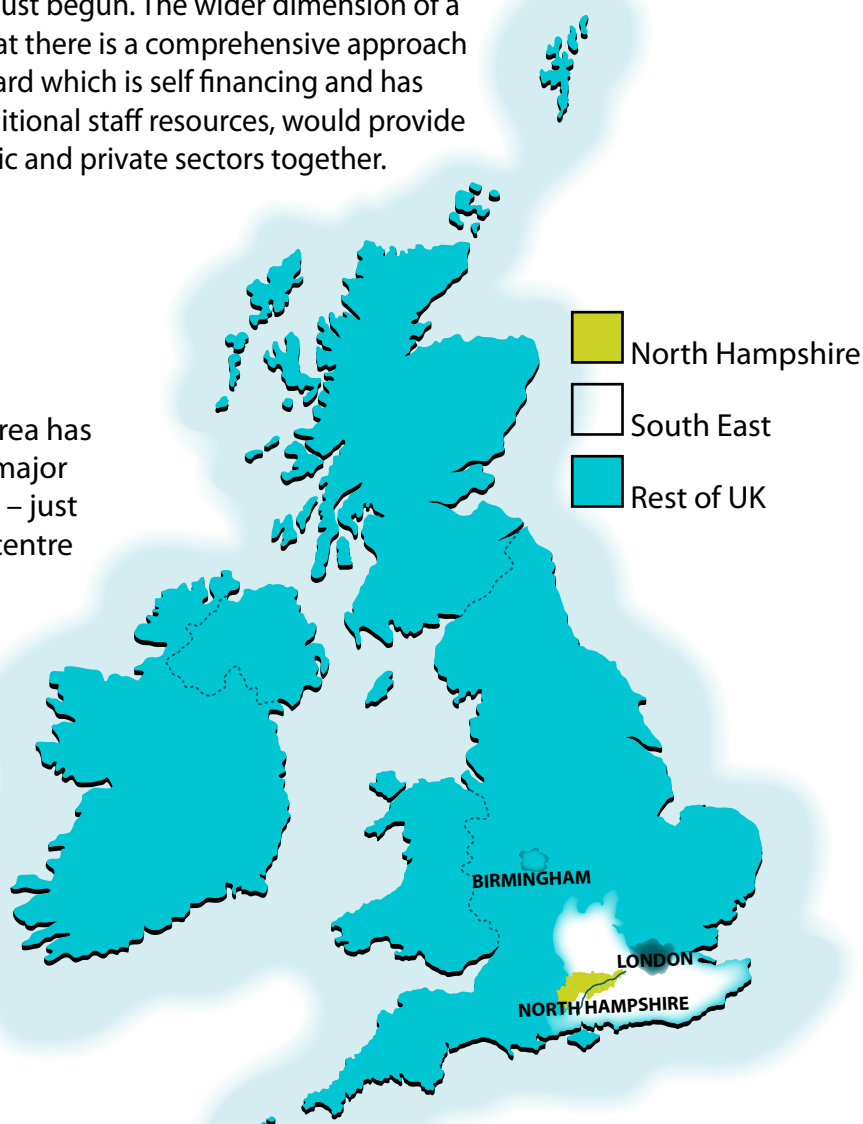 ust begun. The wider dimension of a
at there is a comprehensive approach
ard which is self financing and has
itional staff resources, would provide
ic and private sectors together.
North Hampshire
rea has
South East
major
– just
Rest of UK
centre
BIRMINGHAM
LONDON
NORTH HAMPSHIRE